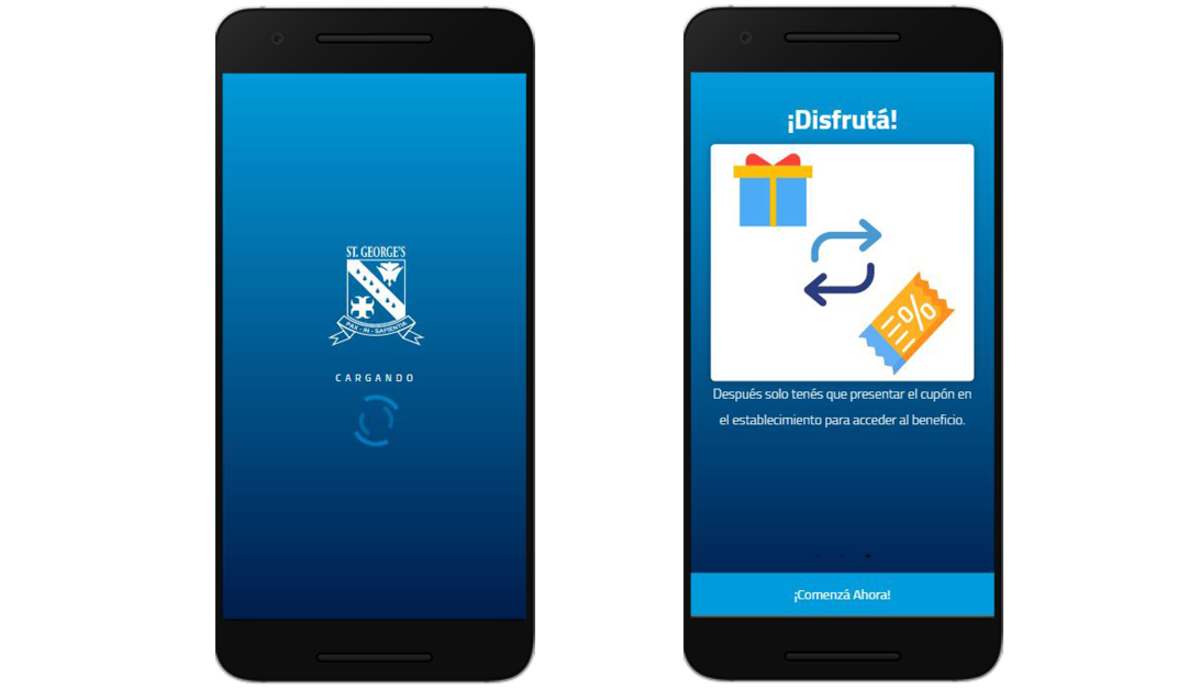 ST. GEORGE'S
PAX - IN - SAPIENTIA
CARGANDO
¡Disfrutá!
%
Después solo tenés que presentar el cupón en
el establecimiento para acceder al beneficio.
¡Comenzá Ahora!